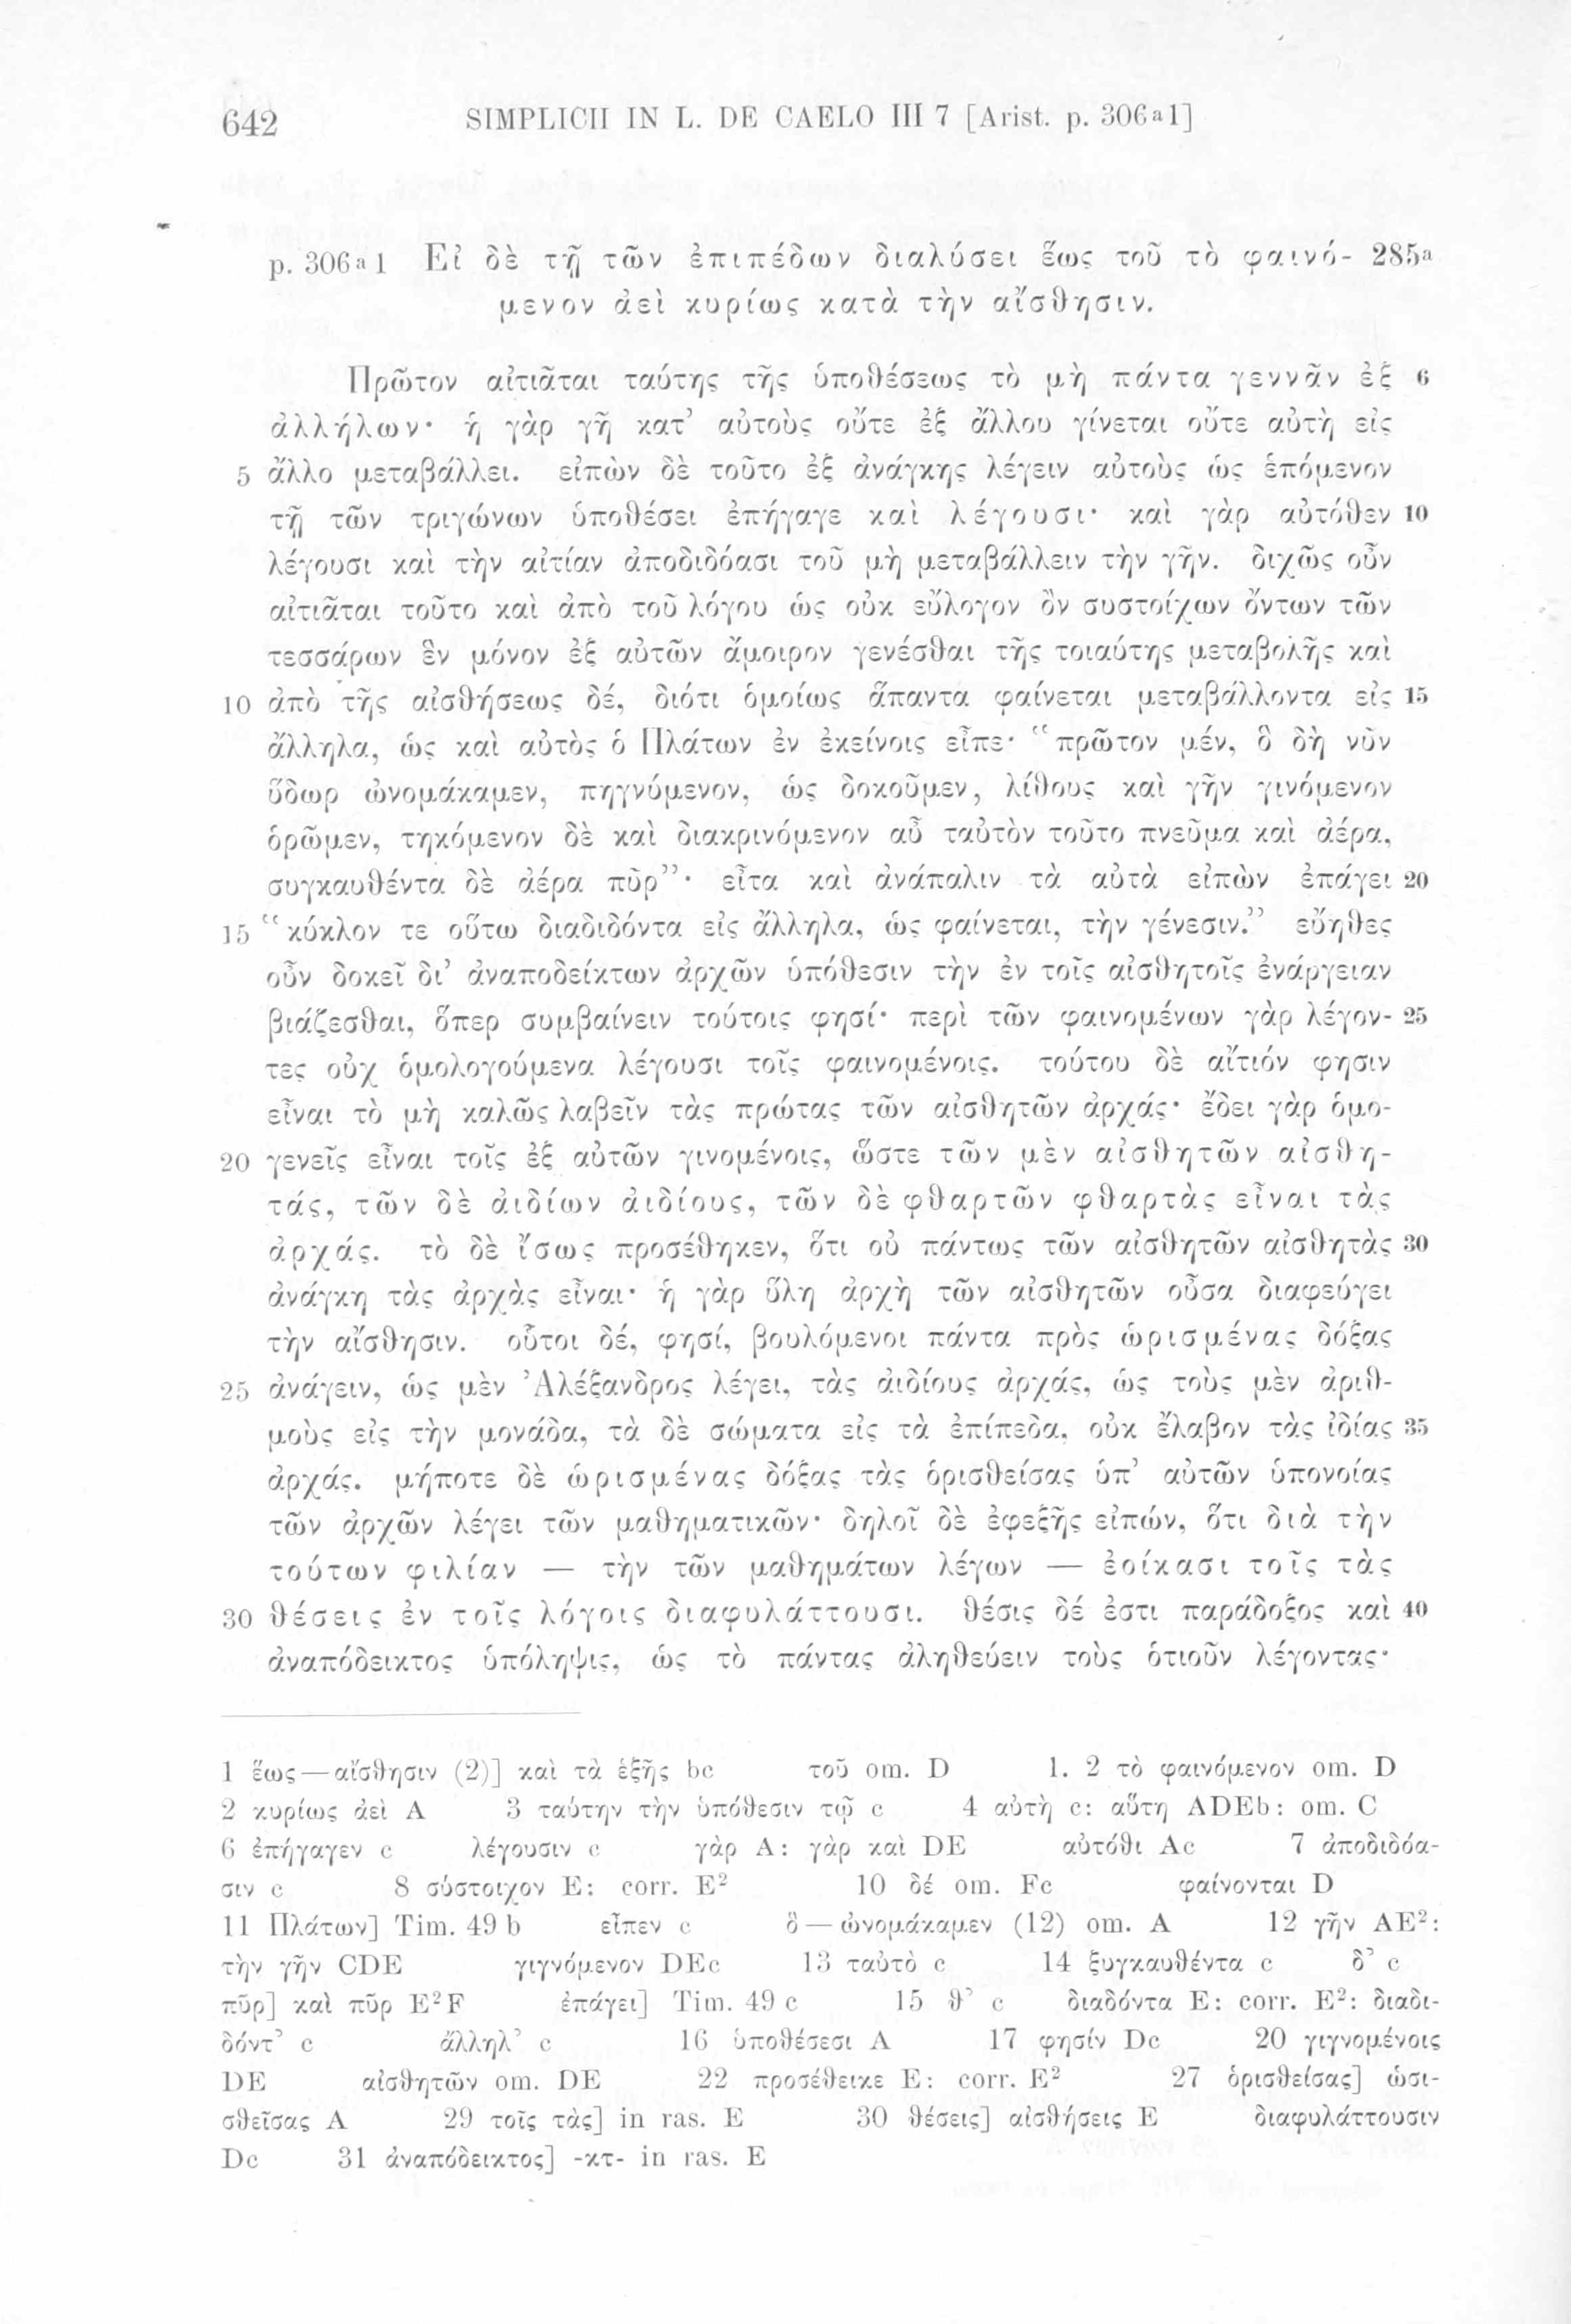 642 SIMPLICII IN L. DE CAELO III 7 [Arist. p. 306a1]
p. 306a1 Εἰ δὲ τῇ τῶν ἐπιπέδων διαλύσει ἕως τοῦ τὸ φαινό- 285a
μενον ἀεὶ κυρίως κατὰ τὴν αἴσθησιν.
Πρῶτον αἰτιᾶται ταύτης τῆς ὑποθέσεως τὸ μὴ πάντα γεννᾶν ἐξ 6
ἀλλήλων· ἡ γὰρ γῆ κατ’ αὐτοὺς οὔτε ἐξ ἄλλου γίνεται οὔτε αὐτὴ εἰς
5 ἄλλο μεταβάλλει. εἰπὼν δὲ τοῦτο ἐξ ἀνάγκης λέγειν αὐτοὺς ὡς ἑπόμενον
τῇ τῶν τριγώνων ὑποθέσει ἐπήγαγε καὶ λέγουσι· καὶ γὰρ αὐτόθεν 10
λέγουσι καὶ τὴν αἰτίαν ἀποδιδόασι τοῦ μὴ μεταβάλλειν τὴν γῆν. διχῶς οὖν
αἰτιᾶται τοῦτο καὶ ἀπὸ τοῦ λόγου ὡς οὐκ εὔλογον ὂν συστοίχων ὄντων τῶν
τεσσάρων ἓν μόνον ἐξ αὐτῶν ἄμοιρον γενέσθαι τῆς τοιαύτης μεταβολῆς καὶ
10 ἀπὸ τῆς αἰσθήσεως δέ, διότι ὁμοίως ἅπαντα φαίνεται μεταβάλλοντα εἰς 15
ἄλληλα, ὡς καὶ αὐτὸς ὁ Πλάτων ἐν ἐκείνοις εἶπε· “πρῶτον μέν, ὃ δὴ νῦν
ὕδωρ ὠνομάκαμεν, πηγνύμενον, ὡς δοκοῦμεν, λίθους καὶ γῆν γινόμενον
ὁρῶμεν, τηκόμενον δὲ καὶ διακρινόμενον αὖ ταὐτὸν τοῦτο πνεῦμα καὶ ἀέρα,
συγκαυθέντα δὲ ἀέρα πῦρ”· εἶτα καὶ ἀνάπαλιν τὰ αὐτὰ εἰπὼν ἐπάγει 20
15 “κύκλον τε οὕτω διαδιδόντα εἰς ἄλληλα, ὡς φαίνεται, τὴν γένεσιν.” εὔηθες
οὖν δοκεῖ δι’ ἀναποδείκτων ἀρχῶν ὑπόθεσιν τὴν ἐν τοῖς αἰσθητοῖς ἐνάργειαν
βιάζεσθαι, ὅπερ συμβαίνειν τούτοις φησί· περὶ τῶν φαινομένων γὰρ λέγον- 25
τες οὐχ ὁμολογούμενα λέγουσι τοῖς φαινομένοις. τούτου δὲ αἴτιόν φησιν
εἶναι τὸ μὴ καλῶς λαβεῖν τὰς πρώτας τῶν αἰσθητῶν ἀρχάς· ἔδει γὰρ ὁμο-
20 γενεῖς εἶναι τοῖς ἐξ αὐτῶν γινομένοις, ὥστε τῶν μὲν αἰσθητῶν αἰσθη-
τάς, τῶν δὲ ἀιδίων ἀιδίους, τῶν δὲ φθαρτῶν φθαρτὰς εἶναι τὰς
ἀρχάς. τὸ δὲ ἴσως προσέθηκεν, ὅτι οὐ πάντως τῶν αἰσθητῶν αἰσθητὰς 30
ἀνάγκη τὰς ἀρχὰς εἶναι· ἡ γὰρ ὕλη ἀρχὴ τῶν αἰσθητῶν οὖσα διαφεύγει
τὴν αἴσθησιν. οὗτοι δέ, φησί, βουλόμενοι πάντα πρὸς ὡρισμένας δόξας
25 ἀνάγειν, ὡς μὲν Ἀλέξανδρος λέγει, τὰς ἀιδίους ἀρχάς, ὡς τοὺς μὲν ἀριθ-
μοὺς εἰς τὴν μονάδα, τὰ δὲ σώματα εἰς τὰ ἐπίπεδα, οὐκ ἔλαβον τὰς ἰδίας 35
ἀρχάς. μήποτε δὲ ὡρισμένας δόξας τὰς ὁρισθείσας ὑπ’ αὐτῶν ὑπονοίας
τῶν ἀρχῶν λέγει τῶν μαθηματικῶν· δηλοῖ δὲ ἐφεξῆς εἰπών, ὅτι διὰ τὴν
τούτων φιλίαν — τὴν τῶν μαθημάτων λέγων — ἐοίκασι τοῖς τὰς
30 θέσεις ἐν τοῖς λόγοις διαφυλάττουσι. θέσις δέ ἐστι παράδοξος καὶ 40
ἀναπόδεικτος ὑπόληψις, ὡς τὸ πάντας ἀληθεύειν τοὺς ὁτιοῦν λέγοντας·
1 ἕως — αἴσθησιν (2)] καὶ τὰ ἑξῆς bc τοῦ om. D 1. 2 τὸ φαινόμενον om. D
2 κυρίως ἀεὶ A 3 ταύτην τὴν ὑπόθεσιν τῷ c 4 αὐτὴ c: αὕτη ADEb: om. C
6 ἐπήγαγεν c λέγουσιν c γὰρ A: γὰρ καὶ DE αὐτόθι Ac 7 ἀποδιδόα-
σιν c 8 σύστοιχον E: corr. E² 10 δέ om. Fc φαίνονται D
11 Πλάτων] Tim. 49 b εἶπεν c ὃ — ὠνομάκαμεν (12) om. A 12 γῆν AE²:
τὴν γῆν CDE γιγνόμενον DEc 13 ταὐτὸ c 14 ξυγκαυθέντα c δ’ c
πῦρ] καὶ πῦρ E²F ἐπάγει] Tim. 49 c 15 θ’ c διαδόντα E: corr. E²: διαδι-
δόντ’ c ἄλληλ’ c 16 ὑποθέσεσι A 17 φησίν Dc 20 γιγνομένοις
DE αἰσθητῶν om. DE 22 προσέθεικε E: corr. E² 27 ὁρισθείσας] ὡσι-
σθεῖσας A 29 τοῖς τὰς] in ras. E 30 θέσεις] αἰσθήσεις E διαφυλάττουσιν
Dc 31 ἀναπόδεικτος] -κτ- in ras. E